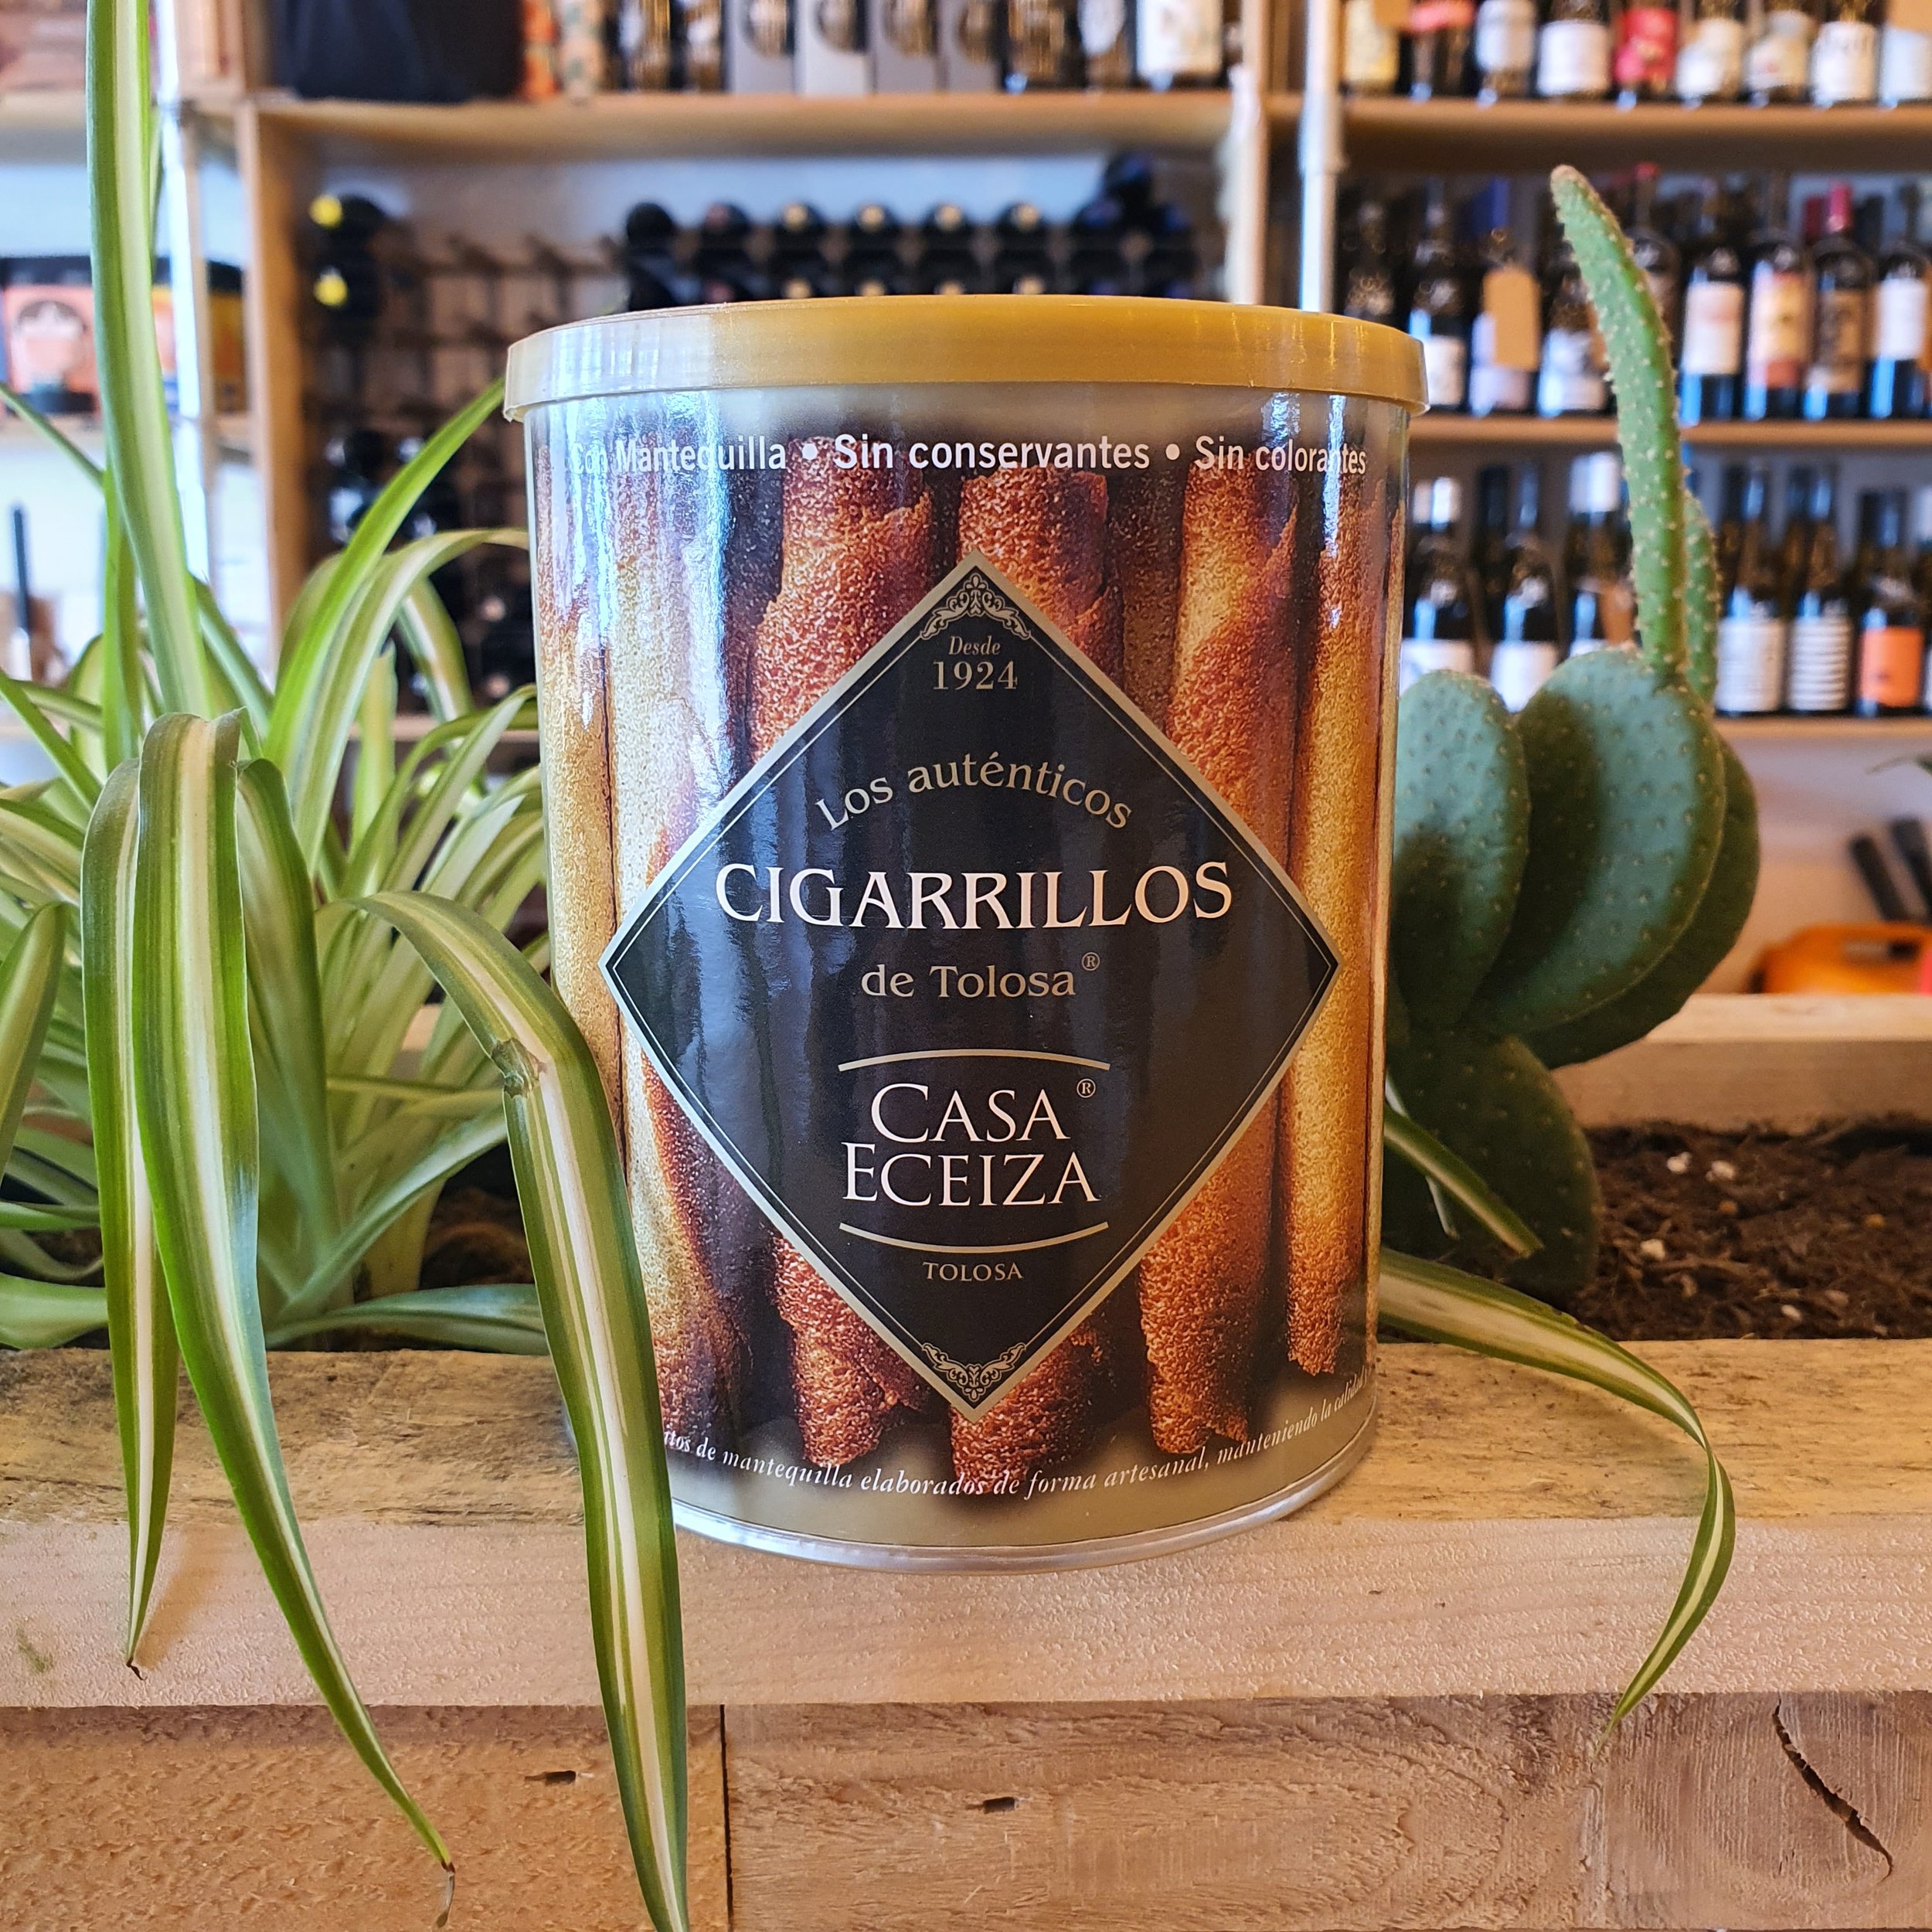 Con Mantequilla • Sin conservantes • Sin colorantes
Desde
1924
Los auténticos
CIGARRILLOS
de Tolosa®
CASA®
ECEIZA
TOLOSA
de mantequilla elaborados de forma artesanal, manteniendo la calidad